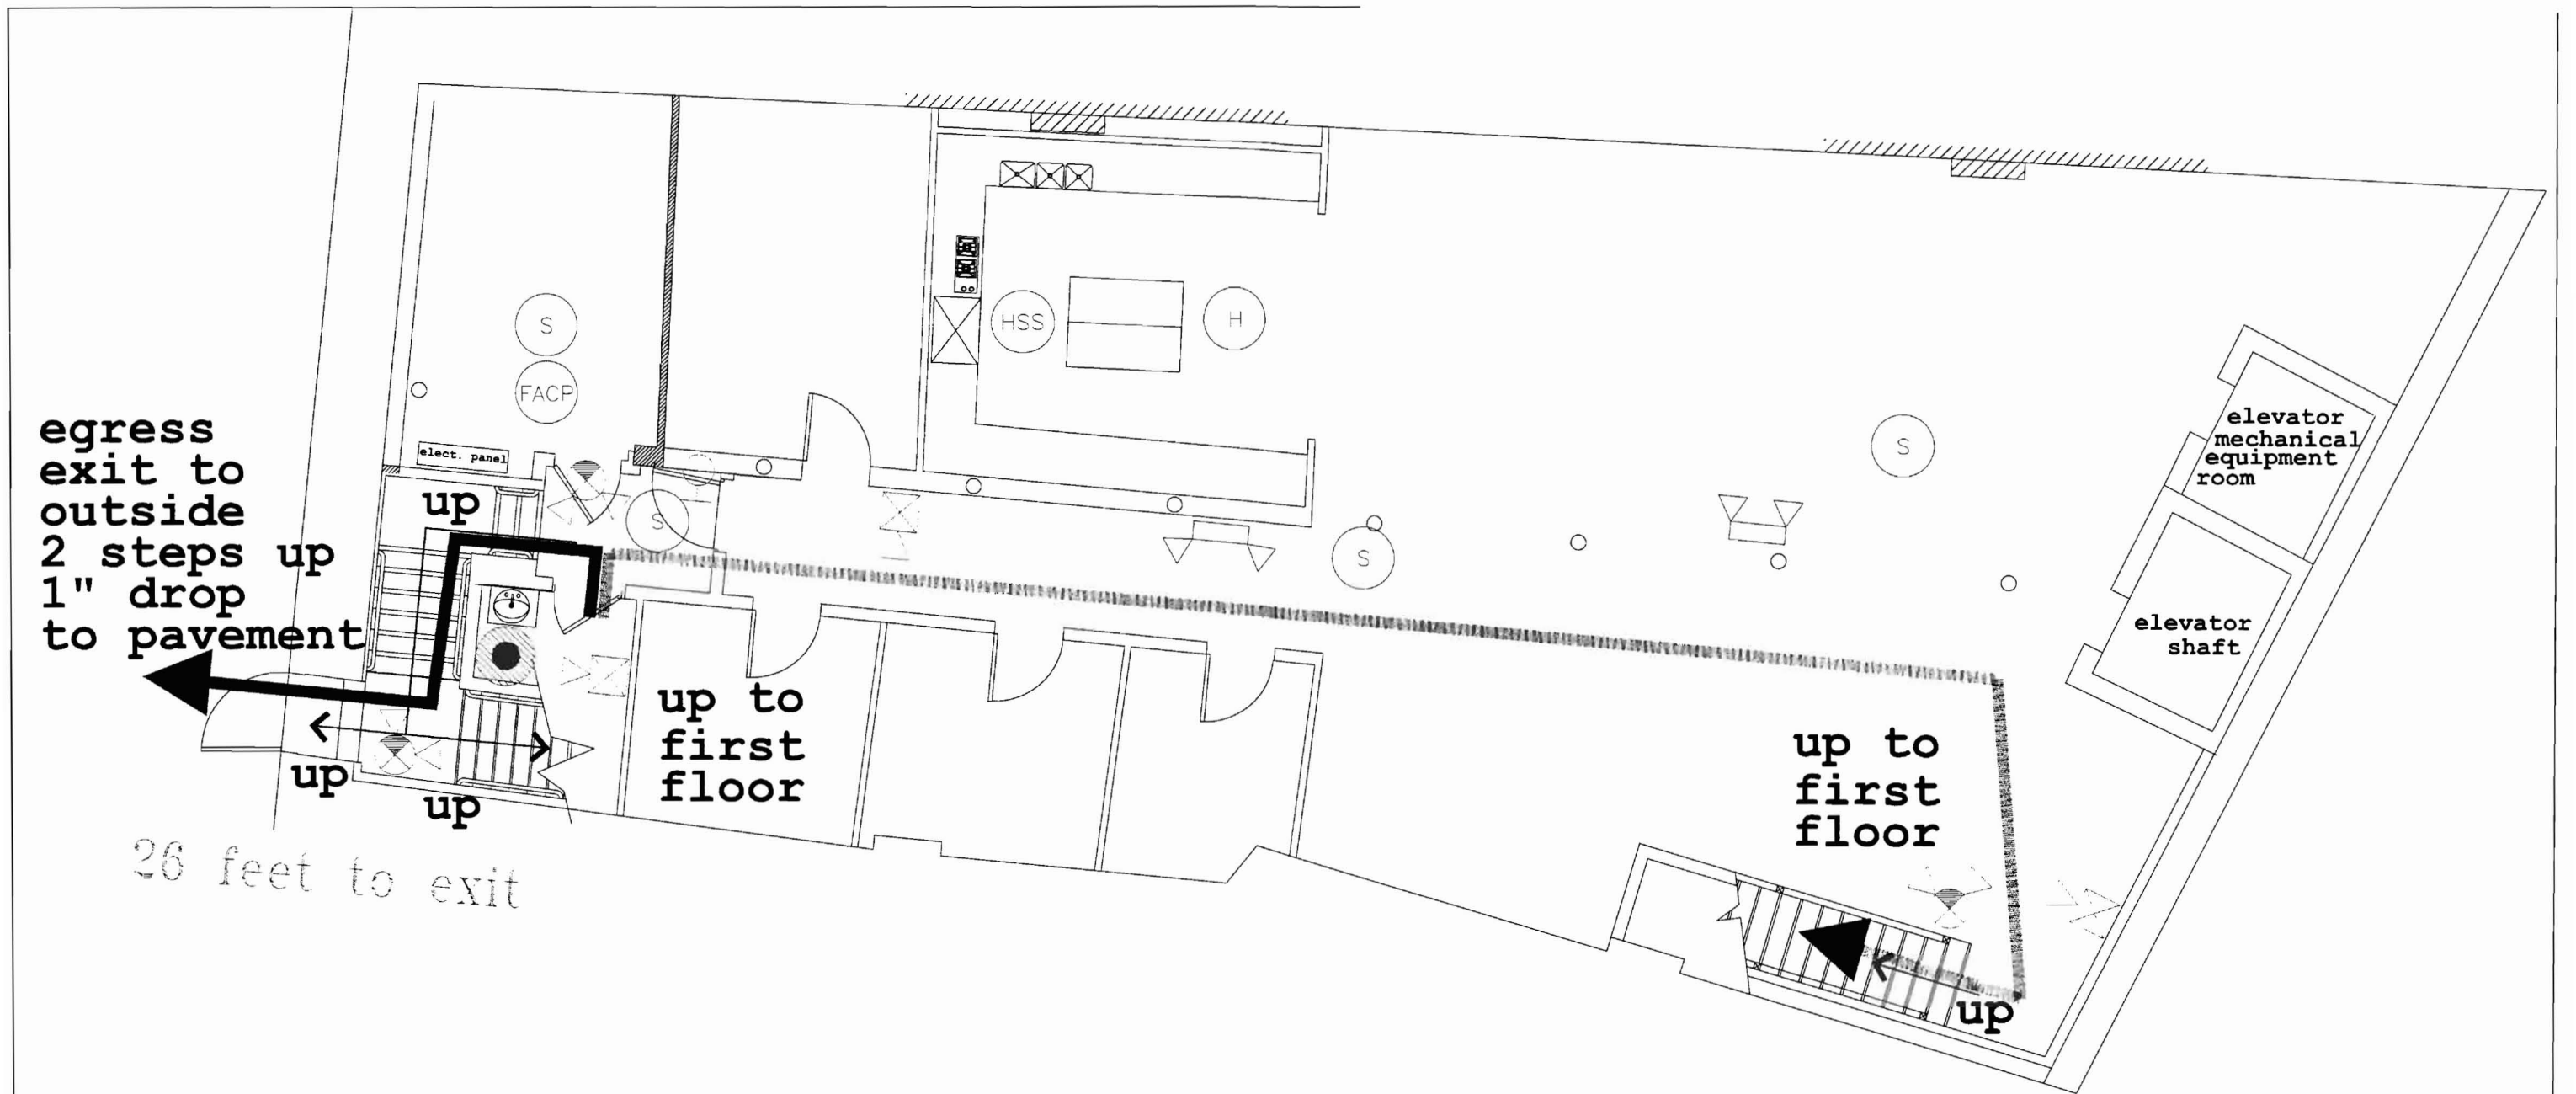 egress
exit to
outside
2 steps up
1" drop
to pavement
S
FACP
elect. panel
up
S
HSS
H
S
S
elevator
mechanical
equipment
room
elevator
shaft
up to
first
floor
up to
first
floor
up
up
up
26 feet to exit